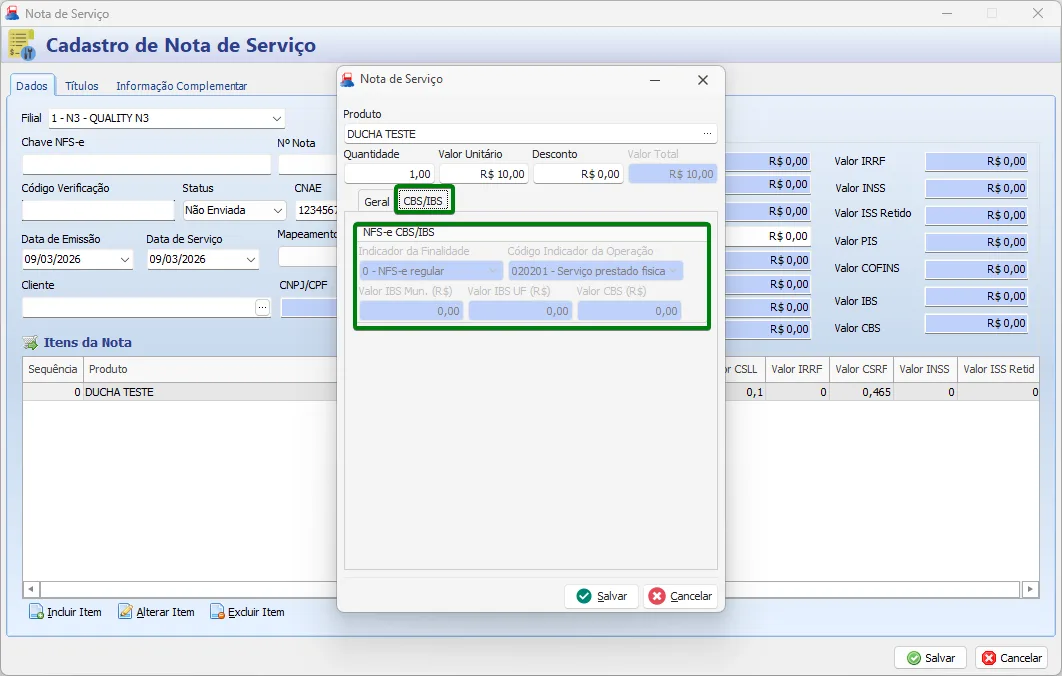 Nota de Serviço
Cadastro de Nota de Serviço
Dados Títulos Informação Complementar
Filial 1 - N3 - QUALITY N3
Chave NFS-e Nº Nota
Código Verificação Status CNAE
Não Enviada 1234567
Data de Emissão Data de Serviço Mapeamento
09/03/2026 09/03/2026
Cliente CNPJ/CPF
...
R$ 0,00 Valor IRRF R$ 0,00
R$ 0,00 Valor INSS R$ 0,00
R$ 0,00 Valor ISS Retido R$ 0,00
R$ 0,00 Valor PIS R$ 0,00
R$ 0,00 Valor COFINS R$ 0,00
R$ 0,00 Valor IBS R$ 0,00
R$ 0,00 Valor CBS R$ 0,00
R$ 0,00
Itens da Nota
Sequência Produto CSLL Valor IRRF Valor CSRF Valor INSS Valor ISS Retid
0 DUCHA TESTE 0,1 0 0,465 0 0
Incluir Item Alterar Item Excluir Item
Salvar Cancelar
Nota de Serviço
Produto
DUCHA TESTE ...
Quantidade Valor Unitário Desconto Valor Total
1,00 R$ 10,00 R$ 0,00 R$ 10,00
Geral CBS/IBS
NFS-e CBS/IBS
Indicador da Finalidade Código Indicador da Operação
0 - NFS-e regular 020201 - Serviço prestado fisica
Valor IBS Mun. (R$) Valor IBS UF (R$) Valor CBS (R$)
0,00 0,00 0,00
Salvar Cancelar